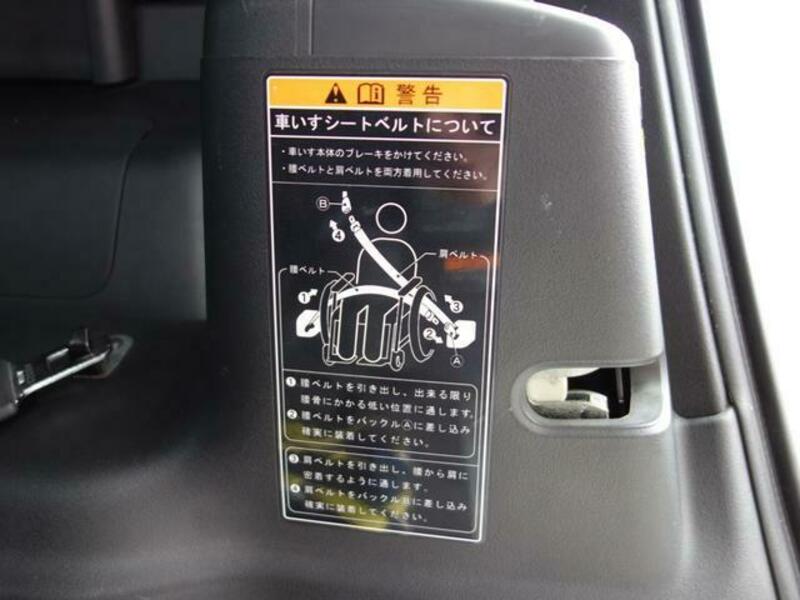 警告
車いすシートベルトについて
・車いす本体のブレーキをかけてください。
・腰ベルトと肩ベルトを両方着用してください。
Ⓑ
④
腰ベルト
肩ベルト
①
③
②
Ⓐ
① 腰ベルトを引き出し、出来る限り
腰骨にかかる低い位置に通します。
② 腰ベルトをバックルⒶに差し込み
確実に装着してください。
③ 肩ベルトを引き出し、腰から肩に
密着するように通します。
④ 肩ベルトをバックルⒷに差し込み
確実に装着してください。